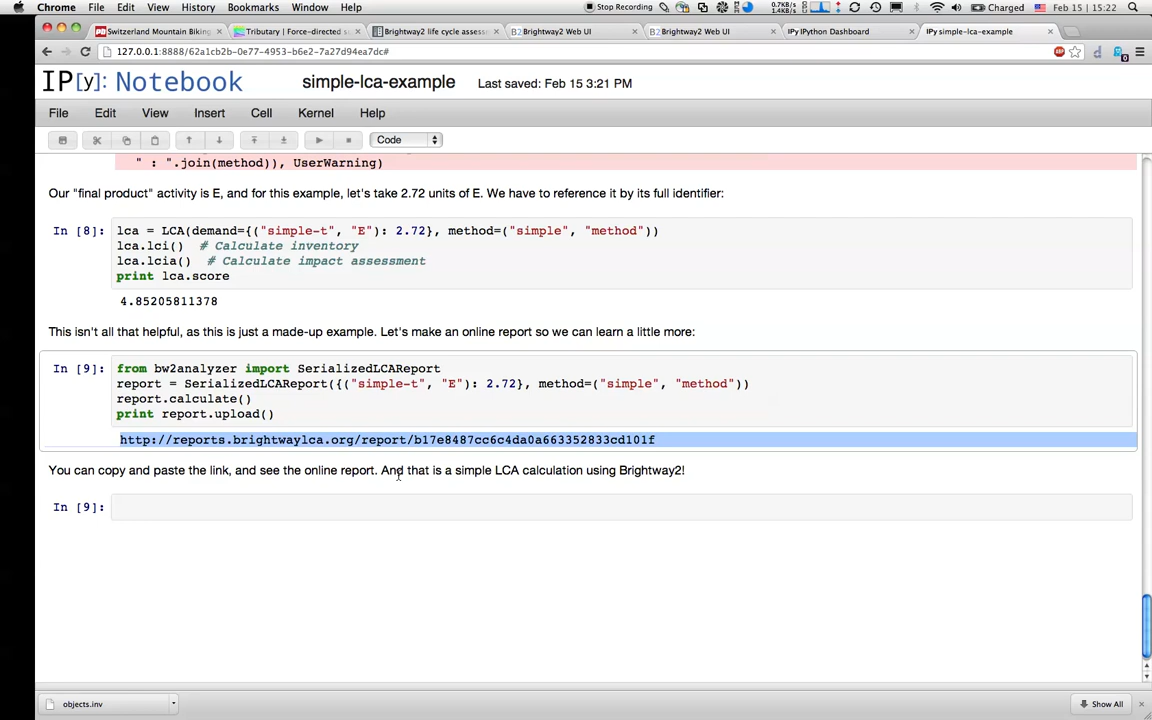 Chrome File Edit View History Bookmarks Window Help Stop Recording 0.7KB/s 1.4KB/s Charged Feb 15 15:22
Switzerland Mountain Biking Tributary | Force-directed s Brightway2 life cycle assess Brightway2 Web UI Brightway2 Web UI IPy IPython Dashboard IPy simple-lca-example
127.0.0.1:8888/62a1cb2b-0e77-4953-b6e2-7a27d94ea7dc#
IP[y]: Notebook simple-lca-example Last saved: Feb 15 3:21 PM
File Edit View Insert Cell Kernel Help
Code
" : ".join(method)), UserWarning)
Our "final product" activity is E, and for this example, let's take 2.72 units of E. We have to reference it by its full identifier:
In [8]: lca = LCA(demand={("simple-t", "E"): 2.72}, method=("simple", "method"))
lca.lci() # Calculate inventory
lca.lcia() # Calculate impact assessment
print lca.score
4.85205811378
This isn't all that helpful, as this is just a made-up example. Let's make an online report so we can learn a little more:
In [9]: from bw2analyzer import SerializedLCAReport
report = SerializedLCAReport({("simple-t", "E"): 2.72}, method=("simple", "method"))
report.calculate()
print report.upload()
http://reports.brightwaylca.org/report/b17e8487cc6c4da0a663352833cd101f
You can copy and paste the link, and see the online report. And that is a simple LCA calculation using Brightway2!
In [9]:
objects.inv Show All